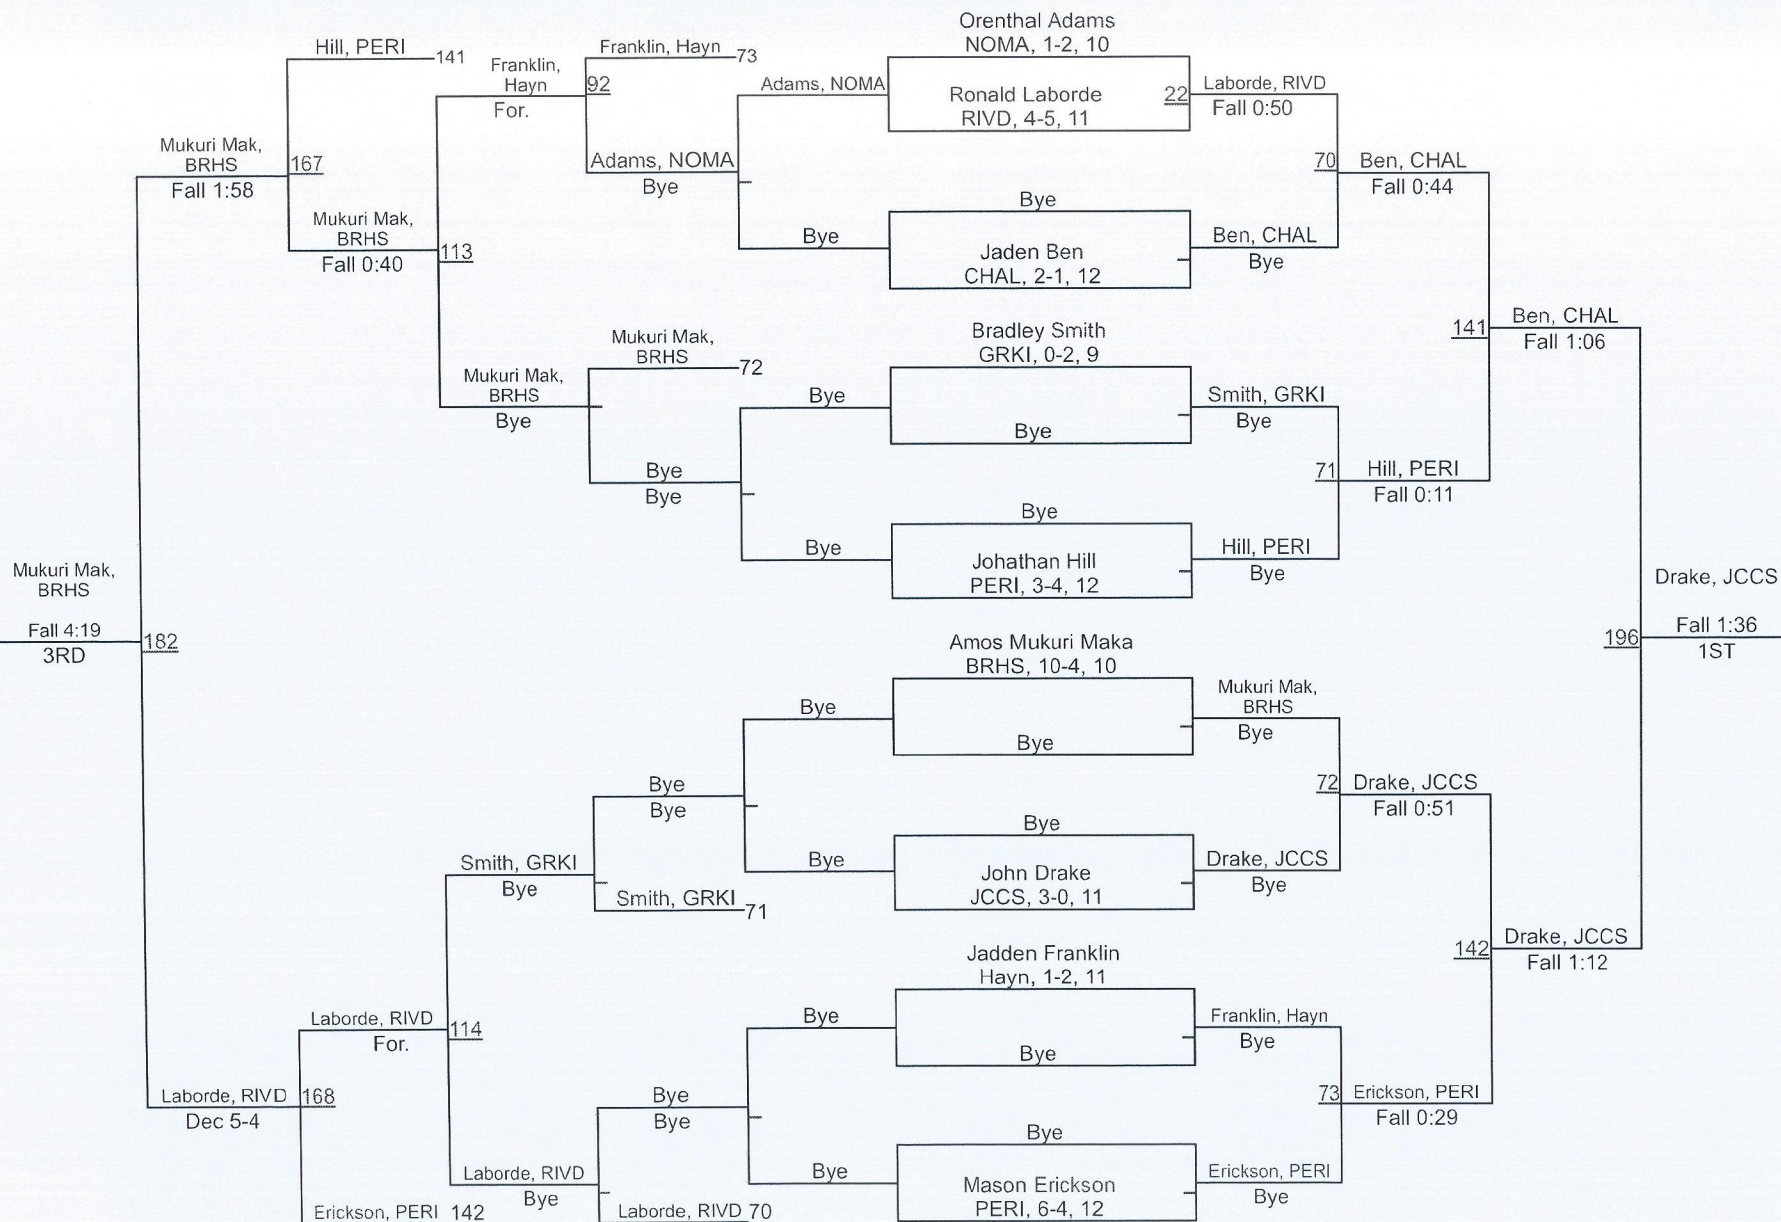 Orenthal Adams
NOMA, 1-2, 10
Hill, PERI
141
Franklin,
Hayn
For.
Franklin, Hayn
73
92
Adams, NOMA
Ronald Laborde
RIVD, 4-5, 11
22
Laborde, RIVD
Fall 0:50
Mukuri Mak,
BRHS
Fall 1:58
167
Adams, NOMA
Bye
70
Ben, CHAL
Fall 0:44
Mukuri Mak,
BRHS
Fall 0:40
113
Bye
Bye
Jaden Ben
CHAL, 2-1, 12
Ben, CHAL
Bye
Mukuri Mak,
BRHS
72
Bradley Smith
GRKI, 0-2, 9
141
Ben, CHAL
Fall 1:06
Mukuri Mak,
BRHS
Bye
Bye
Bye
Smith, GRKI
Bye
Bye
Bye
71
Hill, PERI
Fall 0:11
Bye
Bye
Johathan Hill
PERI, 3-4, 12
Hill, PERI
Bye
Mukuri Mak,
BRHS
Fall 4:19
3RD
182
Drake, JCCS
Fall 1:36
1ST
196
Amos Mukuri Maka
BRHS, 10-4, 10
Bye
Bye
Mukuri Mak,
BRHS
Bye
Bye
Bye
72
Drake, JCCS
Fall 0:51
Smith, GRKI
Bye
Smith, GRKI
71
Bye
Bye
John Drake
JCCS, 3-0, 11
Drake, JCCS
Bye
Jadden Franklin
Hayn, 1-2, 11
142
Drake, JCCS
Fall 1:12
Laborde, RIVD
For.
114
Bye
Bye
Franklin, Hayn
Bye
Laborde, RIVD
Dec 5-4
168
Bye
Bye
73
Erickson, PERI
Fall 0:29
Laborde, RIVD
Bye
Bye
Bye
Mason Erickson
PERI, 6-4, 12
Erickson, PERI
Bye
Erickson, PERI 142
Laborde, RIVD 70